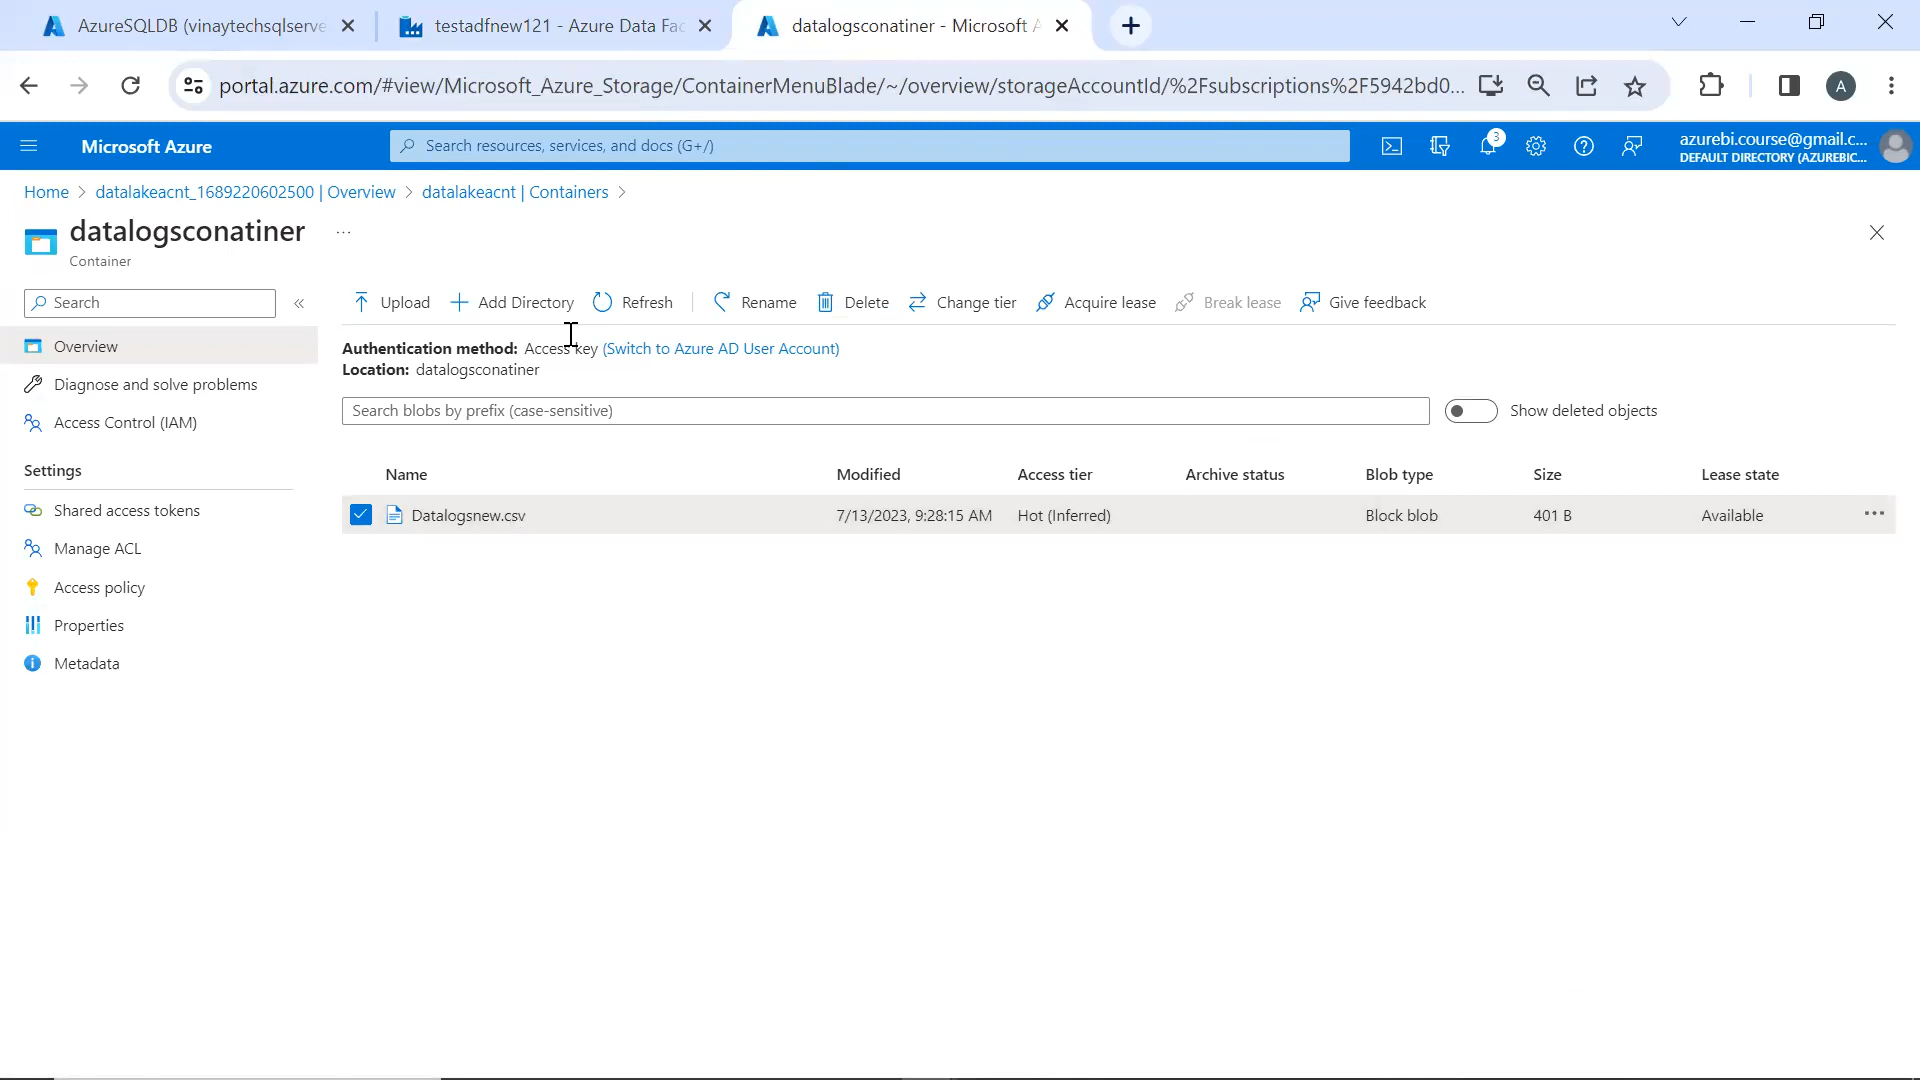 AzureSQLDB (vinaytechsqlserve
testadfnew121 - Azure Data Fac
datalogsconatiner - Microsoft A
portal.azure.com/#view/Microsoft_Azure_Storage/ContainerMenuBlade/~/overview/storageAccountId/%2Fsubscriptions%2F5942bd0...
A
Microsoft Azure
Search resources, services, and docs (G+/)
3
azurebi.course@gmail.c...
DEFAULT DIRECTORY (AZUREBIC...
Home > datalakeacnt_1689220602500 | Overview > datalakeacnt | Containers >
datalogsconatiner ...
Container
Search
«
Upload
Add Directory
Refresh
Rename
Delete
Change tier
Acquire lease
Break lease
Give feedback
Overview
Diagnose and solve problems
Access Control (IAM)
Settings
Shared access tokens
Manage ACL
Access policy
Properties
Metadata
Authentication method: Access key (Switch to Azure AD User Account)
Location: datalogsconatiner
Search blobs by prefix (case-sensitive)
Show deleted objects
Name Modified Access tier Archive status Blob type Size Lease state
Datalogsnew.csv 7/13/2023, 9:28:15 AM Hot (Inferred) Block blob 401 B Available ...